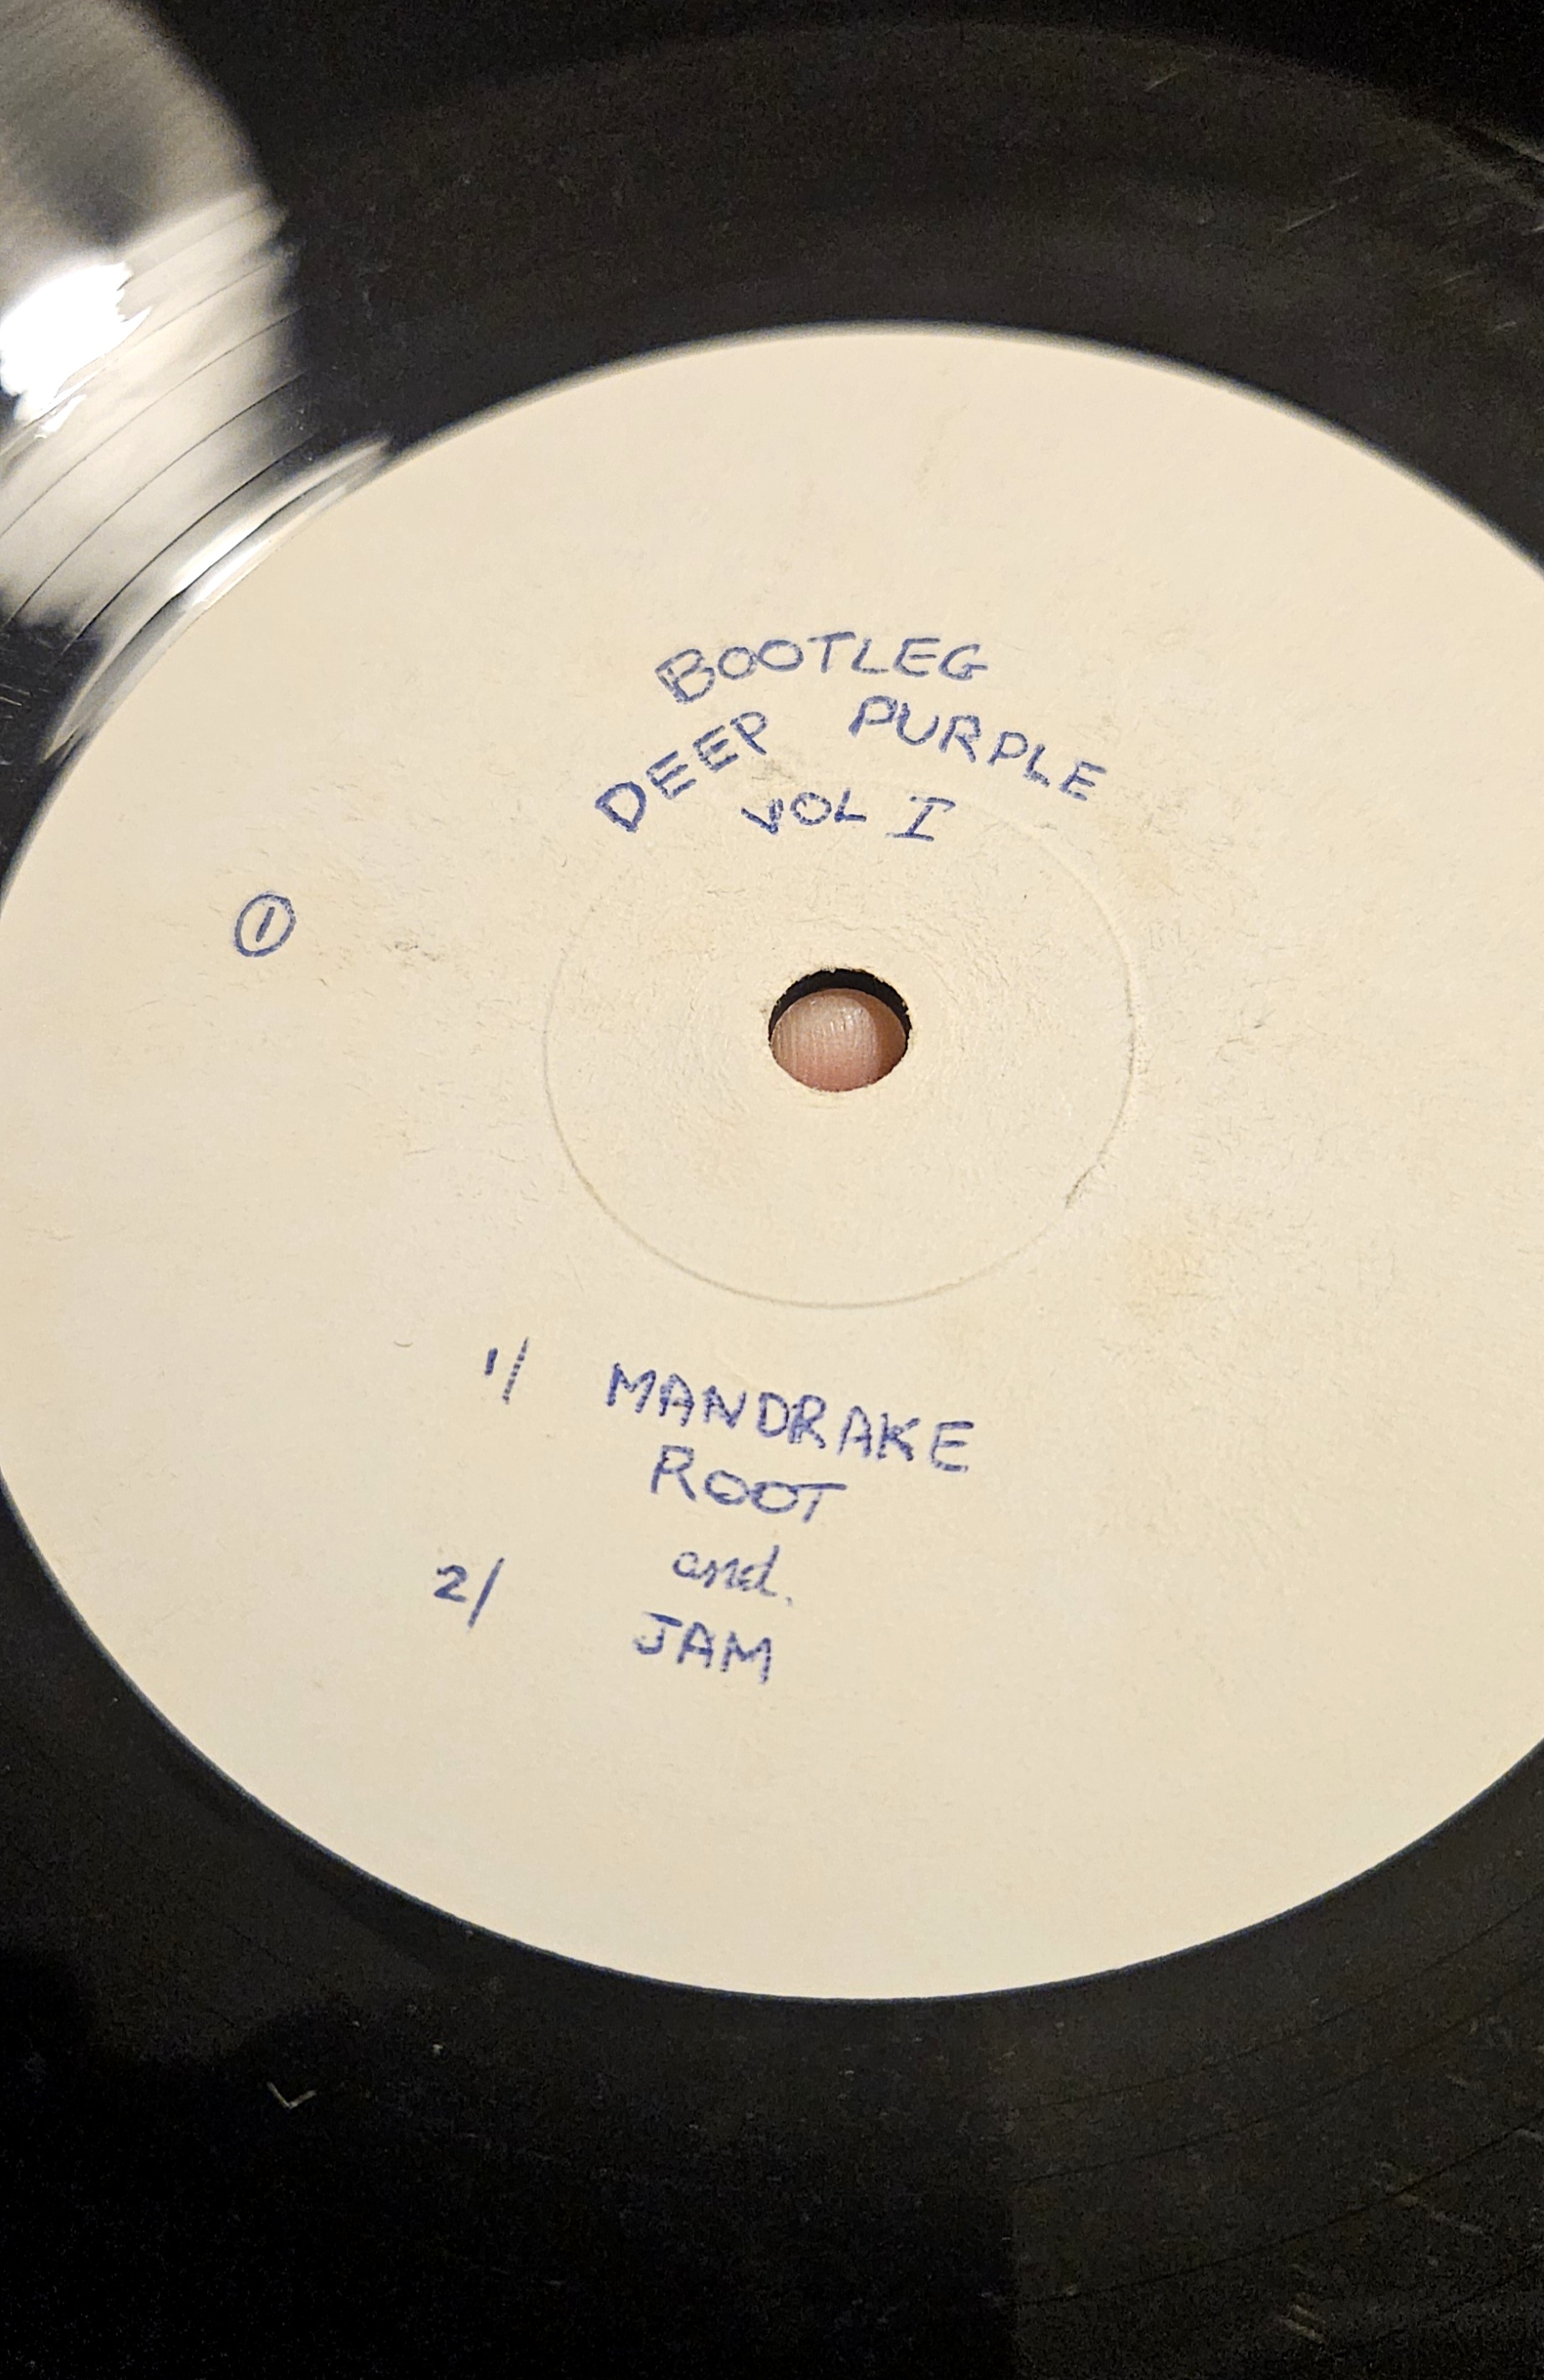 BOOTLEG
DEEP PURPLE
VOL I
①
1/ MANDRAKE
ROOT
and.
2/ JAM